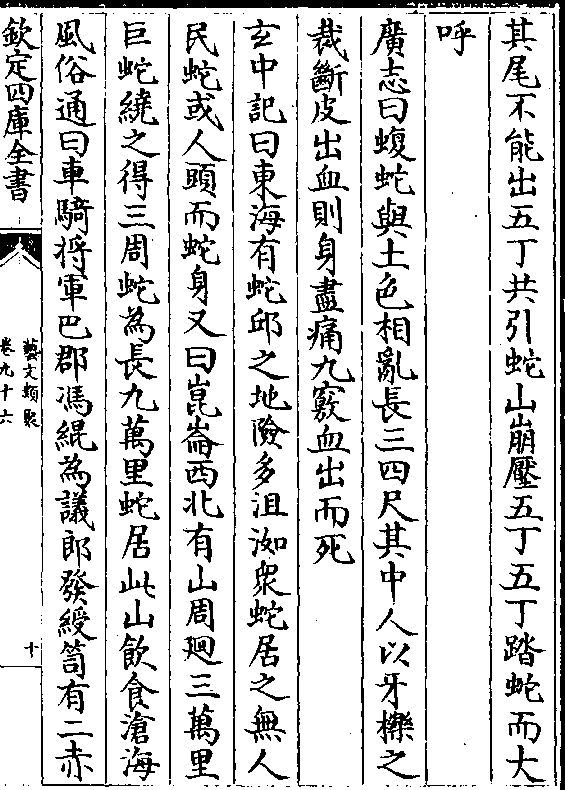 其尾不能出五丁共引蛇山崩壓五丁五丁踏蛇而大
呼
廣志曰蝮蛇與土色相亂長三四尺其中人以牙櫟之
裁斷皮出血則身盡痛九竅血出而死
玄中記曰東海有蛇邱之地險多沮洳衆蛇居之無人
民蛇或人頭而蛇身又曰崑崙西北有山周廻三萬里
巨蛇繞之得三周蛇為長九萬里蛇居此山飲食滄海
風俗通曰車騎將軍巴郡馮緄為議郎發綬笥有二赤
欽定四庫全書
藝文類聚
卷九十六
十